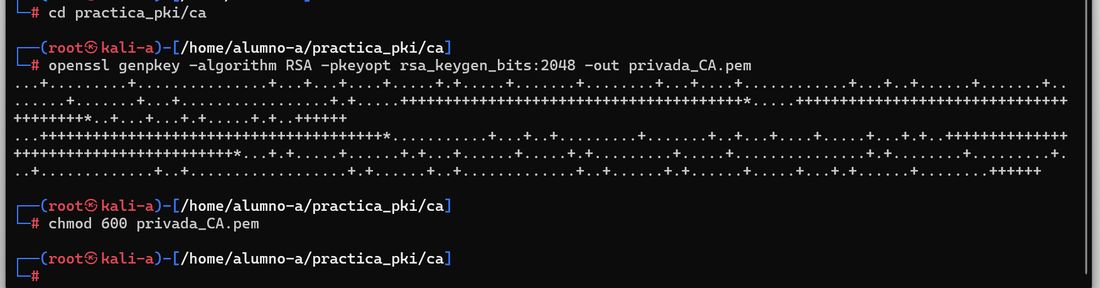 └─# cd practica_pki/ca
┌──(root㉿kali-a)-[/home/alumno-a/practica_pki/ca]
└─# openssl genpkey -algorithm RSA -pkeyopt rsa_keygen_bits:2048 -out privada_CA.pem
...+.........+...............+...+...+....+.....+.+.....+......+........+...+....+.............+...+..+......+.......+..
......+.......+...+.................+.+.....++++++++++++++++++++++++++++++++++++++*.....++++++++++++++++++++++++++++++
++++++++*..+...+...+.+.....+.+..++++++
...++++++++++++++++++++++++++++++++++++++*...........+...+..+.........+.......+..+...+....+.....+...+.+..++++++++++++++
++++++++++++++++++++++++*...+.+.....+......+.+...+......+.....+.+.........+.....+...............+.+........+.........+.
..+.............+..+..................+.+......+..+.............+..+......+.+......+......+...+.+......+........++++++
┌──(root㉿kali-a)-[/home/alumno-a/practica_pki/ca]
└─# chmod 600 privada_CA.pem
┌──(root㉿kali-a)-[/home/alumno-a/practica_pki/ca]
└─#